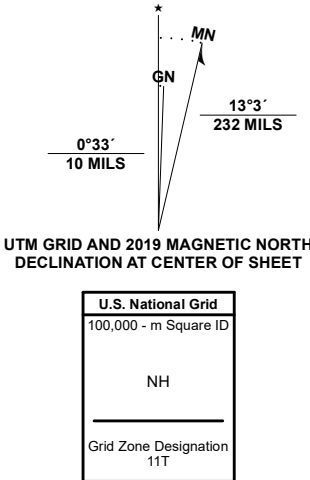 ★
MN
GN
13°3´
232 MILS
0°33´
10 MILS
UTM GRID AND 2019 MAGNETIC NORTH
DECLINATION AT CENTER OF SHEET
U.S. National Grid
100,000 - m Square ID
NH
Grid Zone Designation
11T